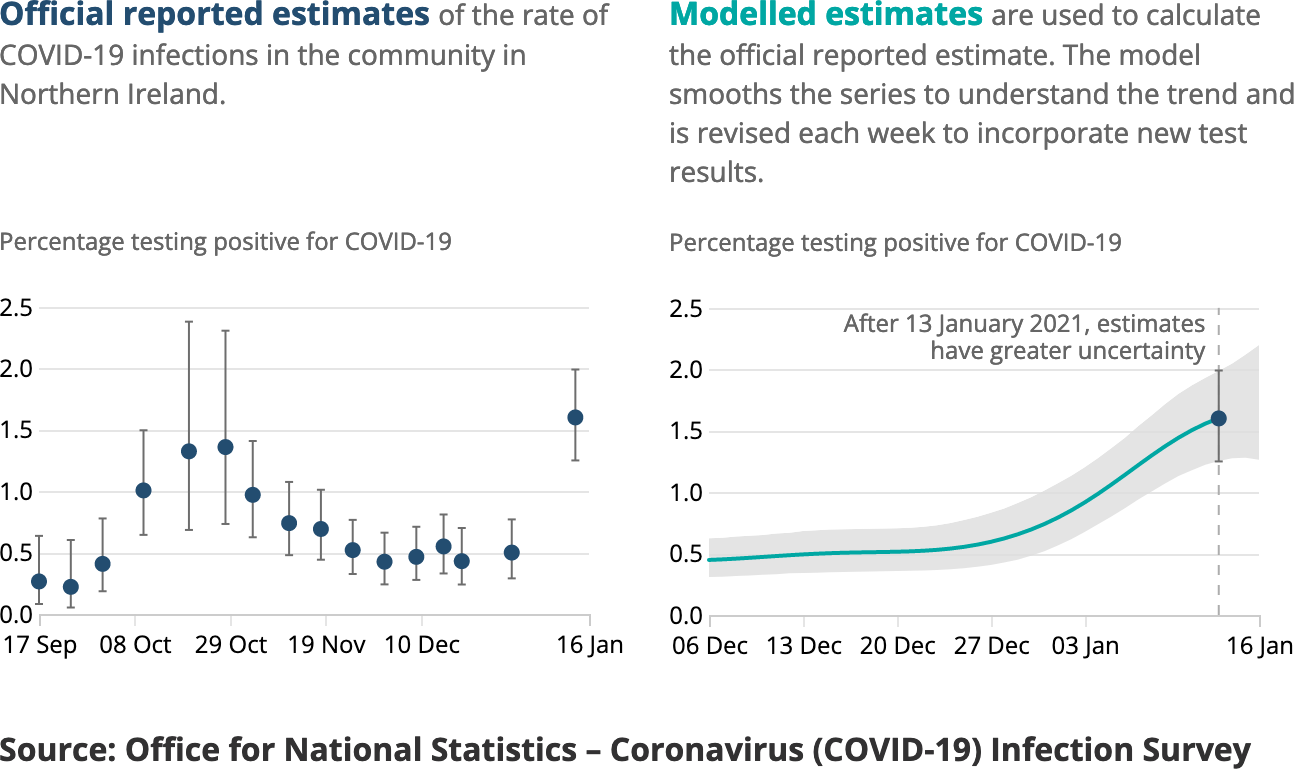 Official reported estimates of the rate of
COVID-19 infections in the community in
Northern Ireland.
Percentage testing positive for COVID-19
2.5
2.0
1.5
1.0
0.5
0.0
17 Sep 08 Oct 29 Oct 19 Nov 10 Dec 16 Jan
Modelled estimates are used to calculate
the official reported estimate. The model
smooths the series to understand the trend and
is revised each week to incorporate new test
results.
Percentage testing positive for COVID-19
2.5
After 13 January 2021, estimates
have greater uncertainty
2.0
1.5
1.0
0.5
0.0
06 Dec 13 Dec 20 Dec 27 Dec 03 Jan 16 Jan
Source: Office for National Statistics – Coronavirus (COVID-19) Infection Survey